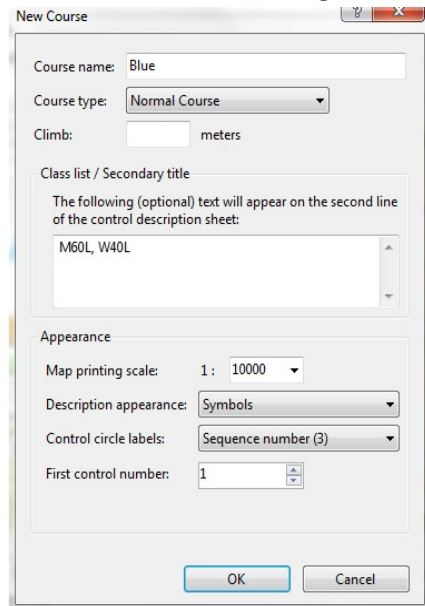 New Course
Course name: Blue
Course type: Normal Course
Climb: meters
Class list / Secondary title
The following (optional) text will appear on the second line
of the control description sheet:
M60L, W40L
Appearance
Map printing scale: 1 : 10000
Description appearance: Symbols
Control circle labels: Sequence number (3)
First control number: 1
OK Cancel